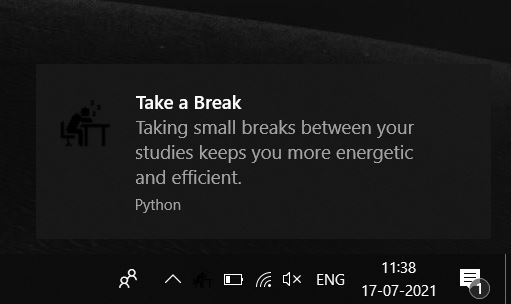 Take a Break
Taking small breaks between your
studies keeps you more energetic
and efficient.
Python
ENG
11:38
17-07-2021
1